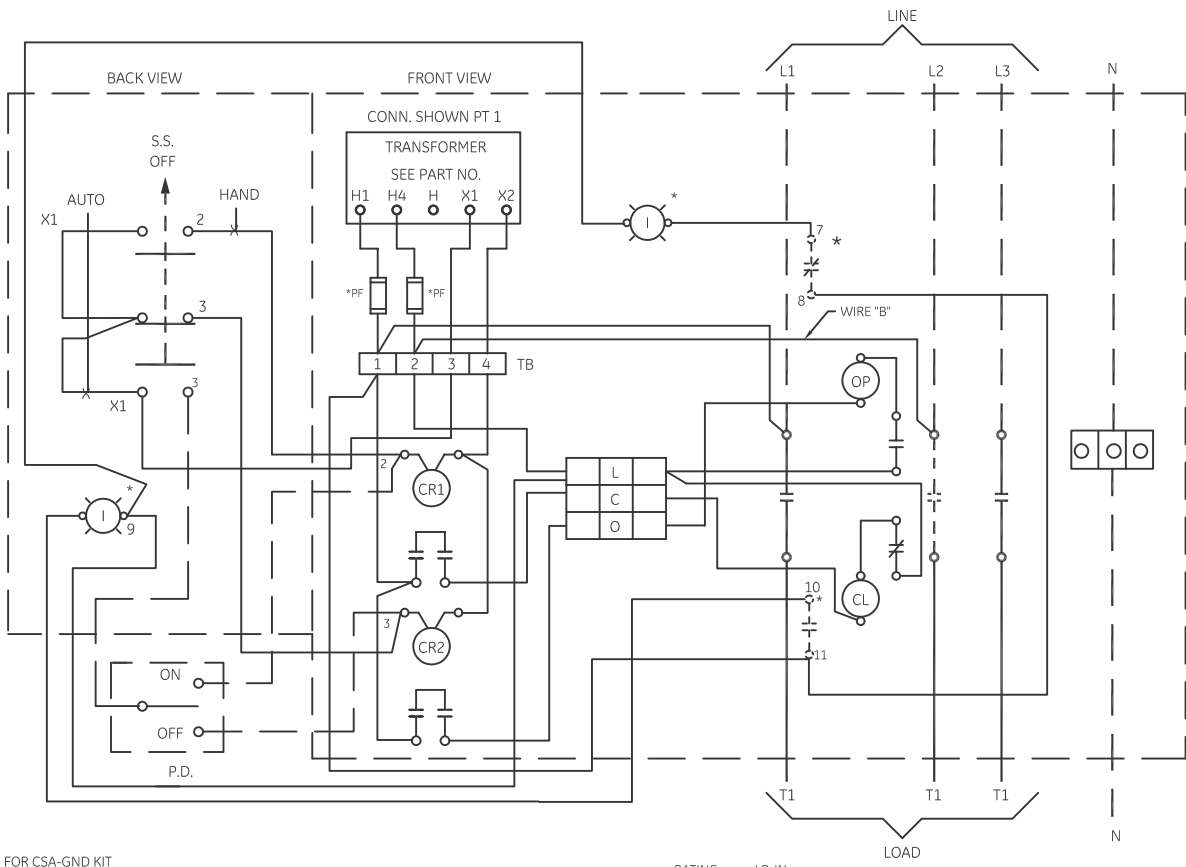 LINE
L1 L2 L3 N
BACK VIEW FRONT VIEW
CONN. SHOWN PT 1
TRANSFORMER
SEE PART NO.
H1 H4 H X1 X2
S.S.
OFF
AUTO HAND
X1 2
I *
7
*
*PF *PF
8
WIRE "B"
3
1 2 3 4 TB
OP
3
X1
2
CR1
L
C
O
*
I
9
10
*
CL
3
CR2
11
ON
OFF
P.D.
T1 T1 T1
N
LOAD
FOR CSA-GND KIT